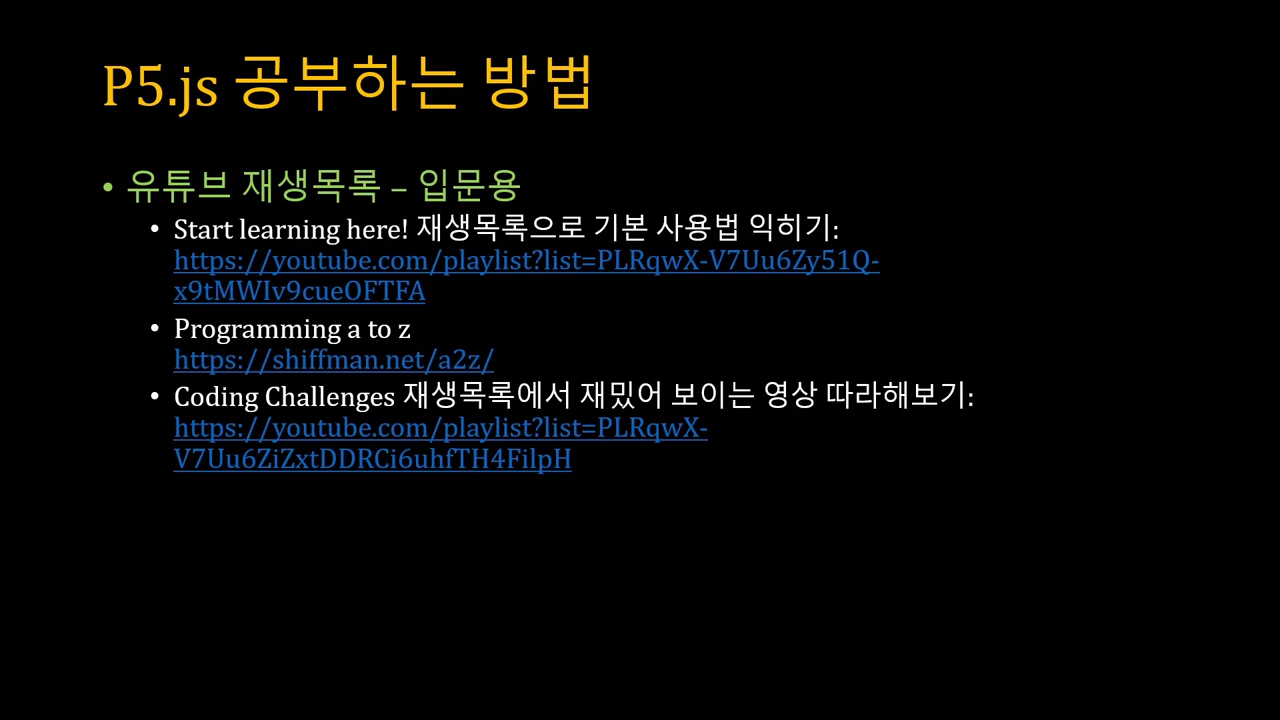 P5.js 공부하는 방법
• 유튜브 재생목록 – 입문용
• Start learning here! 재생목록으로 기본 사용법 익히기:
https://youtube.com/playlist?list=PLRqwX-V7Uu6Zy51Q-
x9tMWIv9cueOFTFA
• Programming a to z
https://shiffman.net/a2z/
• Coding Challenges 재생목록에서 재밌어 보이는 영상 따라해보기:
https://youtube.com/playlist?list=PLRqwX-
V7Uu6ZiZxtDDRCi6uhfTH4FilpH